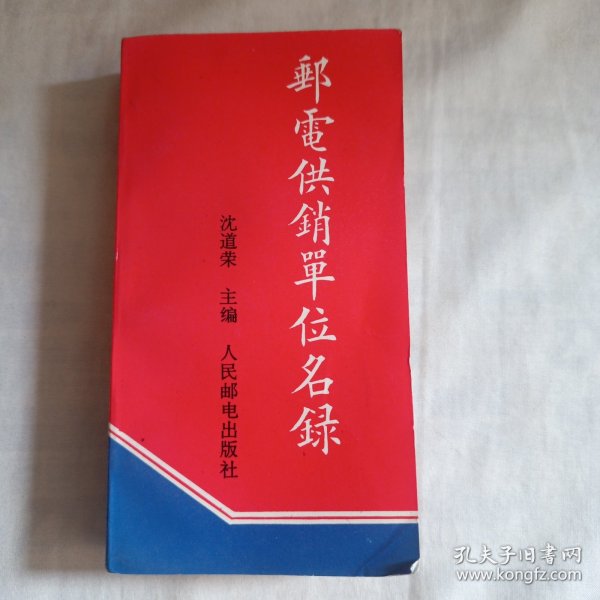 郵電供銷單位名録
沈道荣 主编 人民邮电出版社
孔夫子旧書网
www.kongfz.com